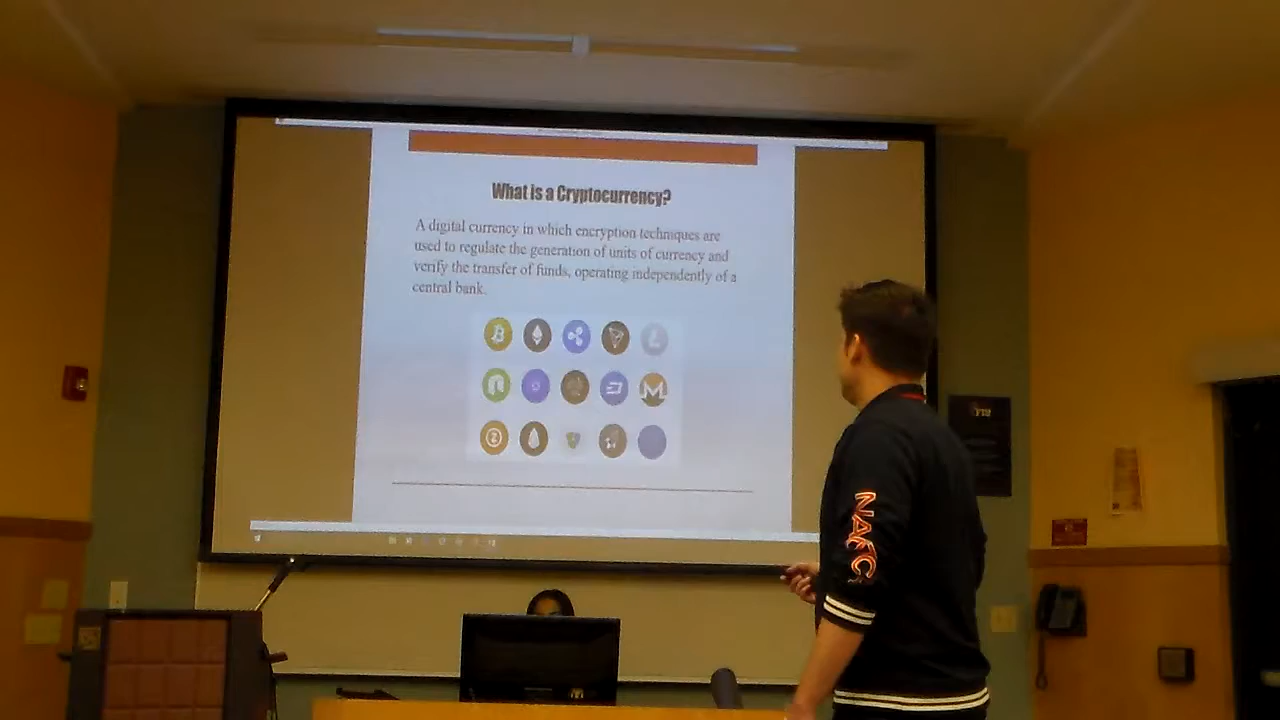 What is a Cryptocurrency?
A digital currency in which encryption techniques are
used to regulate the generation of units of currency and
verify the transfer of funds, operating independently of a
central bank.
NAFC